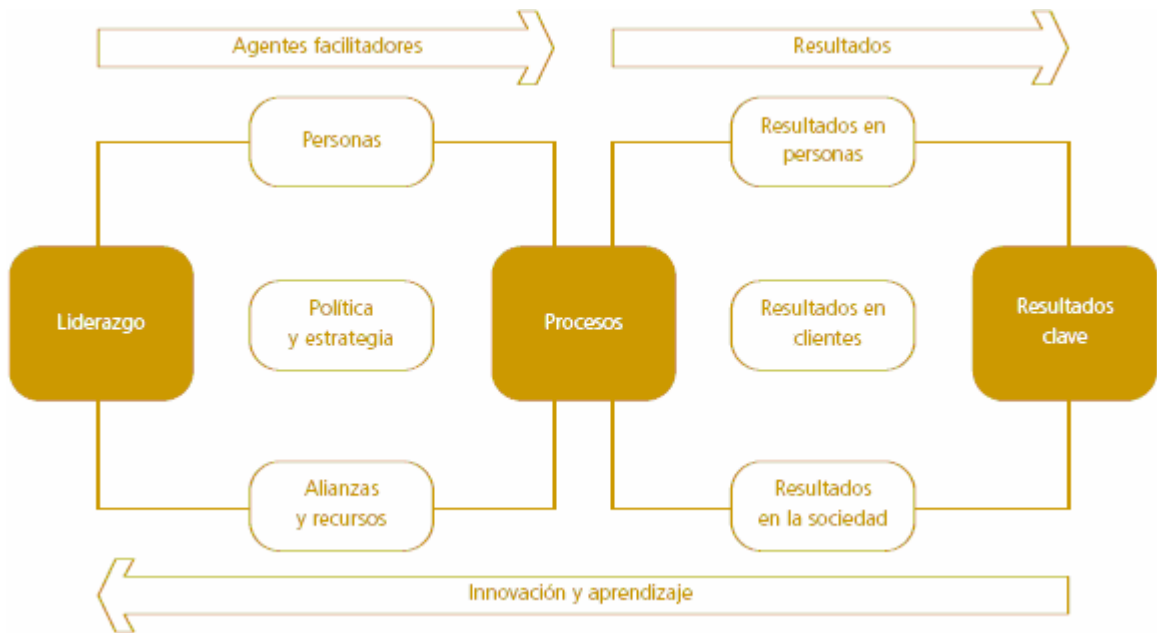 Agentes facilitadores
Resultados
Personas
Resultados en
personas
Liderazgo
Política
y estrategia
Procesos
Resultados en
clientes
Resultados
clave
Alianzas
y recursos
Resultados
en la sociedad
Innovación y aprendizaje